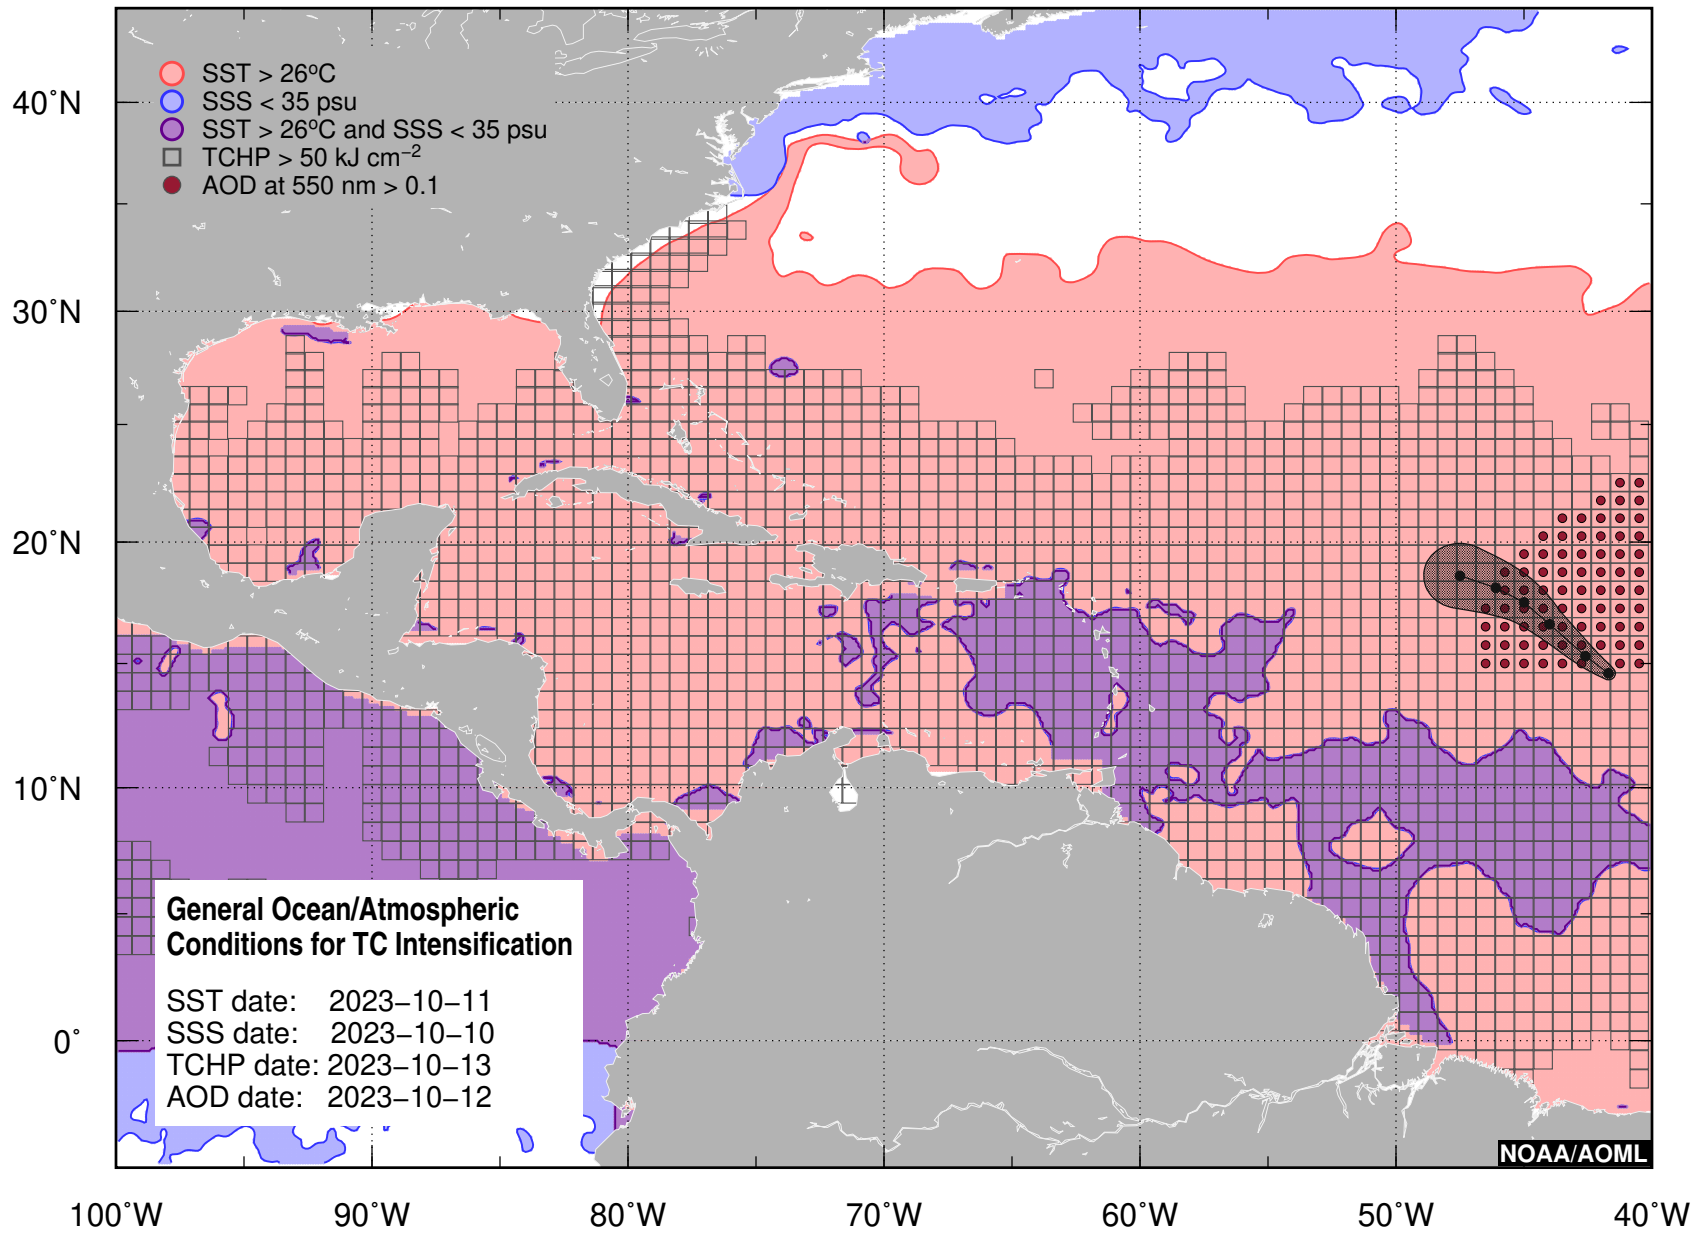 SST > 26°C
SSS < 35 psu
SST > 26°C and SSS < 35 psu
TCHP > 50 kJ cm⁻²
AOD at 550 nm > 0.1
40°N
30°N
20°N
10°N
0°
General Ocean/Atmospheric
Conditions for TC Intensification
SST date: 2023-10-11
SSS date: 2023-10-10
TCHP date: 2023-10-13
AOD date: 2023-10-12
NOAA/AOML
100°W 90°W 80°W 70°W 60°W 50°W 40°W